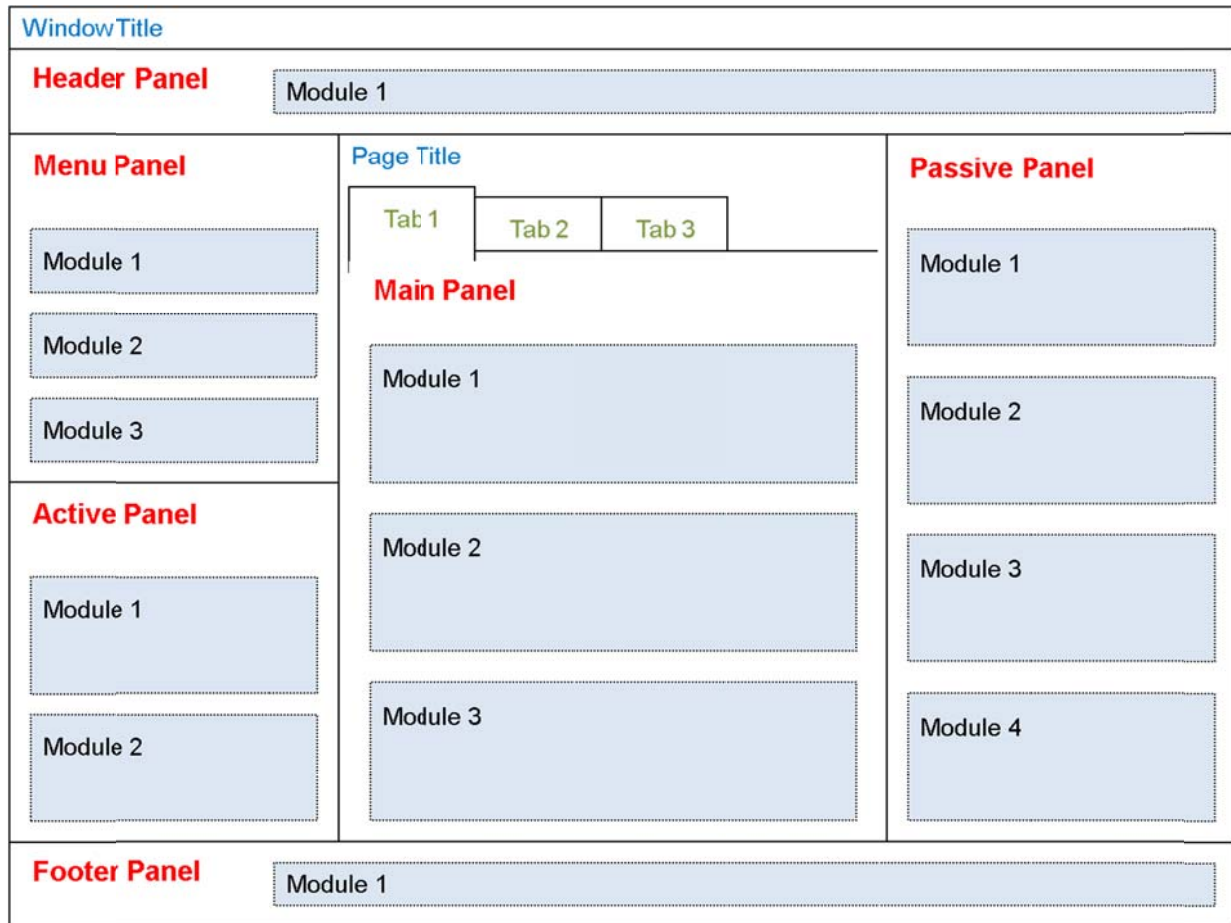 Window Title
Header Panel
Module 1
Menu Panel
Module 1
Module 2
Module 3
Active Panel
Module 1
Module 2
Page Title
Tab 1
Tab 2
Tab 3
Main Panel
Module 1
Module 2
Module 3
Passive Panel
Module 1
Module 2
Module 3
Module 4
Footer Panel
Module 1